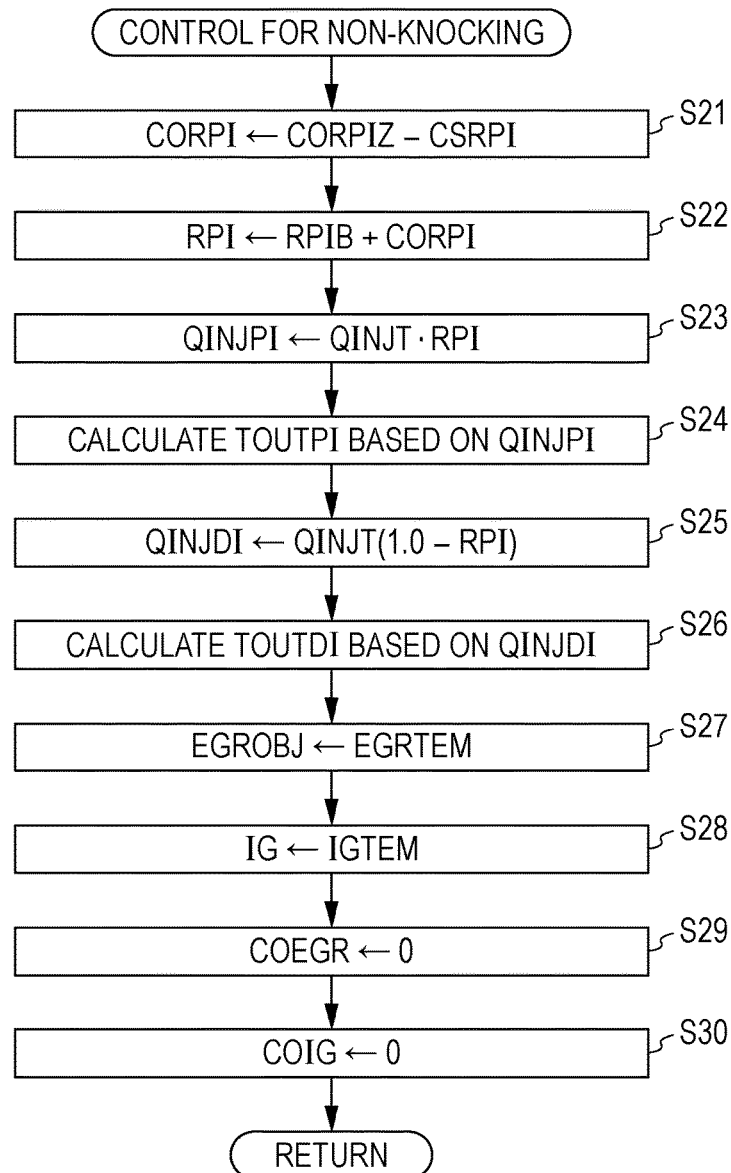 CONTROL FOR NON-KNOCKING
CORPI ← CORPIZ – CSRPI S21
RPI ← RPIB + CORPI S22
QINJPI ← QINJT · RPI S23
CALCULATE TOUTPI BASED ON QINJPI S24
QINJDI ← QINJT(1.0 – RPI) S25
CALCULATE TOUTDI BASED ON QINJDI S26
EGROBJ ← EGRTEM S27
IG ← IGTEM S28
COEGR ← 0 S29
COIG ← 0 S30
RETURN